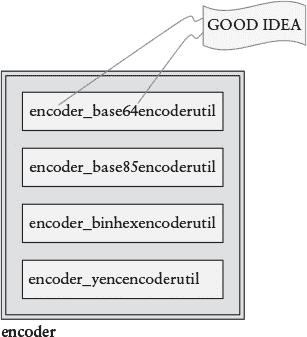 GOOD IDEA
encoder_base64encoderutil
encoder_base85encoderutil
encoder_binhexencoderutil
encoder_yencencoderutil
encoder